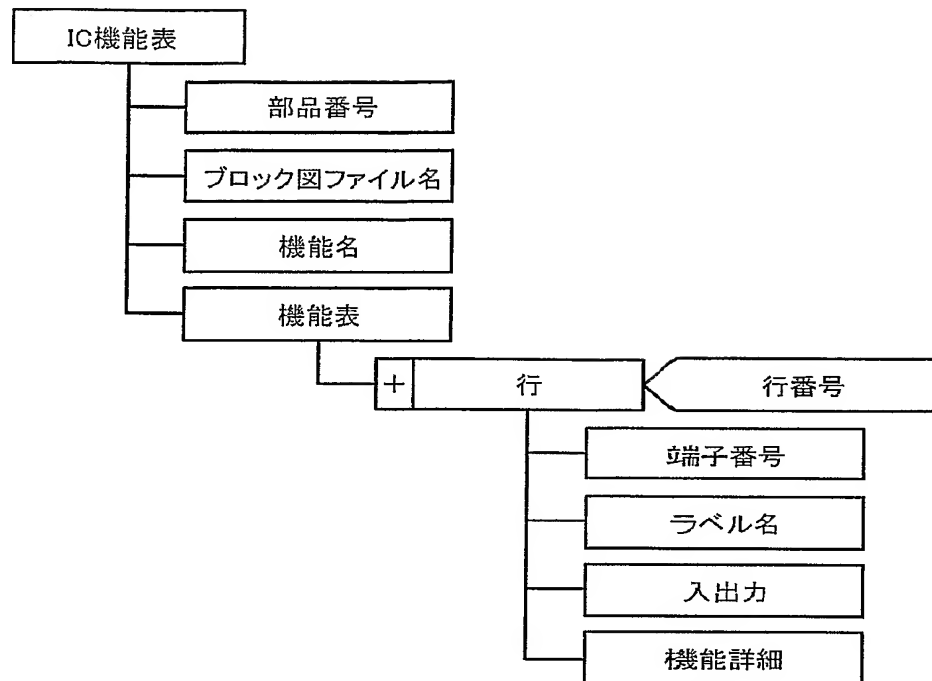 IC機能表
部品番号
ブロック図ファイル名
機能名
機能表
+
行
行番号
端子番号
ラベル名
入出力
機能詳細